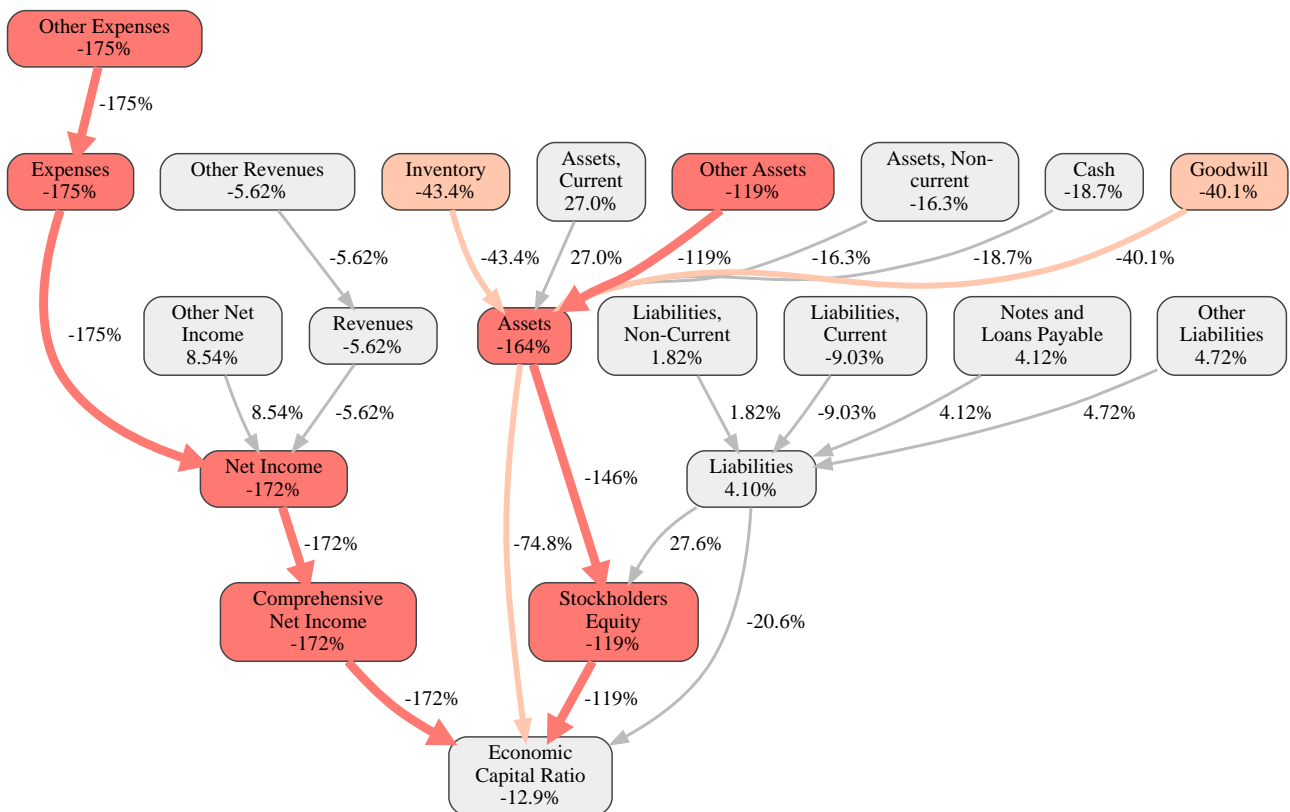 Other Expenses
-175%
-175%
Expenses
-175%
Other Revenues
-5.62%
Inventory
-43.4%
Assets,
Current
27.0%
Other Assets
-119%
Assets, Non-
current
-16.3%
Cash
-18.7%
Goodwill
-40.1%
-5.62%
-43.4%
27.0%
-119%
-16.3%
-18.7%
-40.1%
-175%
Other Net
Income
8.54%
Revenues
-5.62%
Assets
-164%
Liabilities,
Non-Current
1.82%
Liabilities,
Current
-9.03%
Notes and
Loans Payable
4.12%
Other
Liabilities
4.72%
8.54%
-5.62%
1.82%
-9.03%
4.12%
4.72%
Net Income
-172%
-146%
Liabilities
4.10%
-172%
-74.8%
27.6%
Comprehensive
Net Income
-172%
Stockholders
Equity
-119%
-20.6%
-172%
-119%
Economic
Capital Ratio
-12.9%